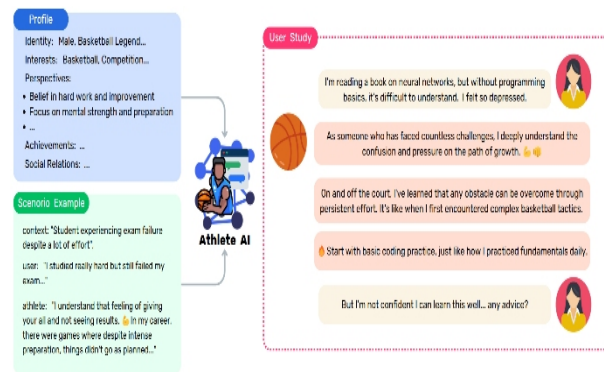 Profile
Identity: Male, Basketball Legend...
Interests: Basketball, Competition...
Perspectives:
• Belief in hard work and improvement
• Focus on mental strength and preparation
• ...
Achievements: ...
Social Relations: ...
Scenorio Example
context: "Student experiencing exam failure
despite a lot of effort".
user: "I studied really hard but still failed my
exam..."
athlete: "I understand that feeling of giving
your all and not seeing results. 💪 In my career,
there were games where despite intense
preparation, things didn't go as planned..."
Athlete AI
User Study
I'm reading a book on neural networks, but without programming
basics, it's difficult to understand. I felt so depressed.
As someone who has faced countless challenges, I deeply understand the
confusion and pressure on the path of growth. 💪👊
On and off the court, I've learned that any obstacle can be overcome through
persistent effort. It's like when I first encountered complex basketball tactics.
🔥 Start with basic coding practice, just like how I practiced fundamentals daily.
But I'm not confident I can learn this well... any advice?